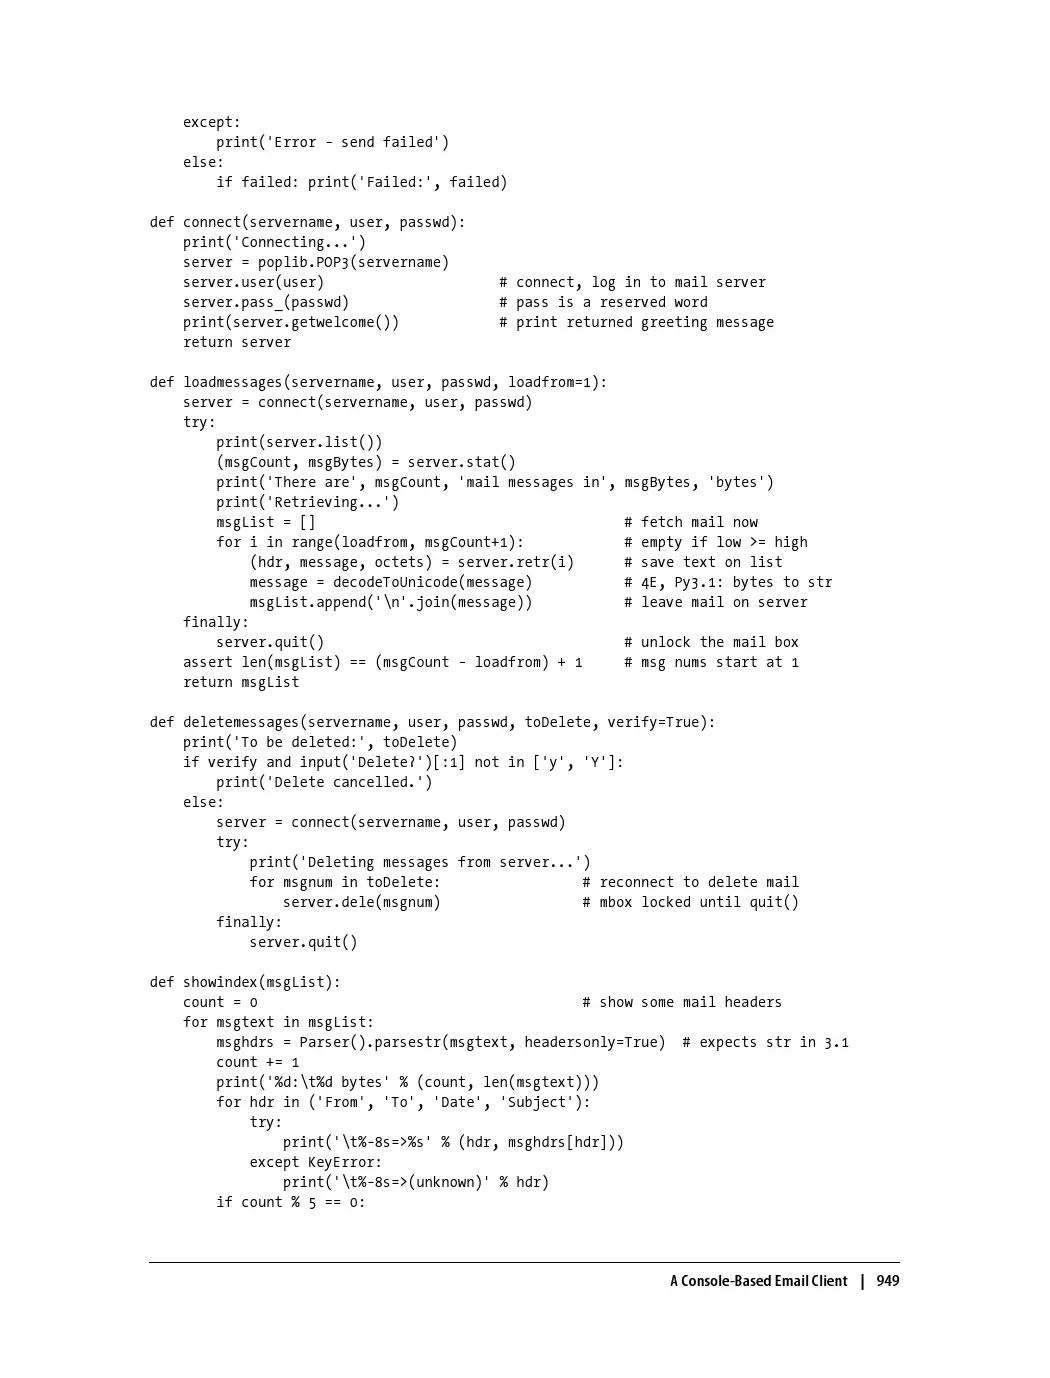 except:
        print('Error - send failed')
    else:
        if failed: print('Failed:', failed)

def connect(servername, user, passwd):
    print('Connecting...')
    server = poplib.POP3(servername)
    server.user(user)                     # connect, log in to mail server
    server.pass_(passwd)                  # pass is a reserved word
    print(server.getwelcome())            # print returned greeting message
    return server

def loadmessages(servername, user, passwd, loadfrom=1):
    server = connect(servername, user, passwd)
    try:
        print(server.list())
        (msgCount, msgBytes) = server.stat()
        print('There are', msgCount, 'mail messages in', msgBytes, 'bytes')
        print('Retrieving...')
        msgList = []                                     # fetch mail now
        for i in range(loadfrom, msgCount+1):            # empty if low >= high
            (hdr, message, octets) = server.retr(i)      # save text on list
            message = decodeToUnicode(message)           # 4E, Py3.1: bytes to str
            msgList.append('\n'.join(message))           # leave mail on server
    finally:
        server.quit()                                    # unlock the mail box
    assert len(msgList) == (msgCount - loadfrom) + 1     # msg nums start at 1
    return msgList

def deletemessages(servername, user, passwd, toDelete, verify=True):
    print('To be deleted:', toDelete)
    if verify and input('Delete?')[:1] not in ['y', 'Y']:
        print('Delete cancelled.')
    else:
        server = connect(servername, user, passwd)
        try:
            print('Deleting messages from server...')
            for msgnum in toDelete:                 # reconnect to delete mail
                server.dele(msgnum)                 # mbox locked until quit()
        finally:
            server.quit()

def showindex(msgList):
    count = 0                                       # show some mail headers
    for msgtext in msgList:
        msghdrs = Parser().parsestr(msgtext, headersonly=True)  # expects str in 3.1
        count += 1
        print('%d:\t%d bytes' % (count, len(msgtext)))
        for hdr in ('From', 'To', 'Date', 'Subject'):
            try:
                print('\t%-8s=>%s' % (hdr, msghdrs[hdr]))
            except KeyError:
                print('\t%-8s=>(unknown)' % hdr)
        if count % 5 == 0:

A Console-Based Email Client | 949